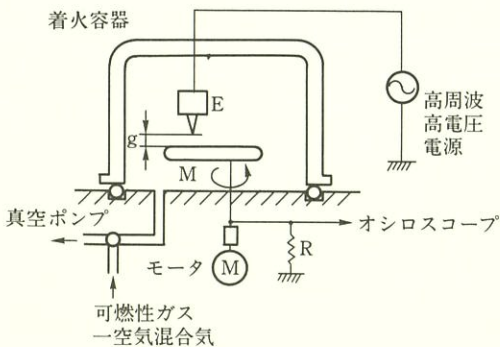 着火容器
E
g
M
高周波
高電圧
電源
真空ポンプ
オシロスコープ
R
モータ
M
可燃性ガス
―空気混合気